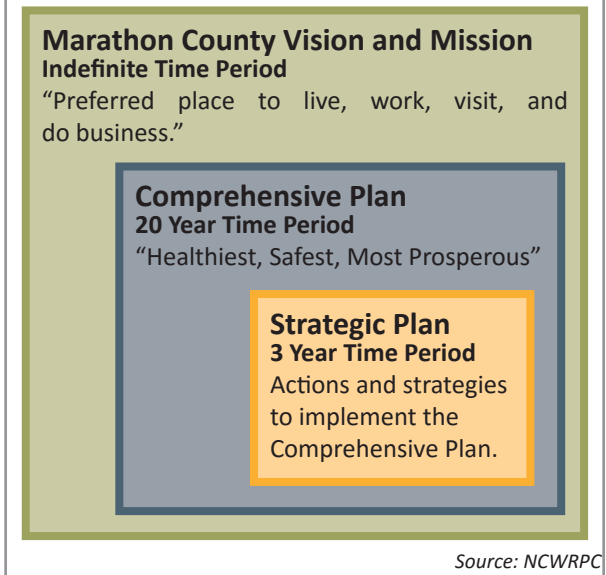 Marathon County Vision and Mission
Indefinite Time Period
“Preferred place to live, work, visit, and
do business.”
Comprehensive Plan
20 Year Time Period
“Healthiest, Safest, Most Prosperous”
Strategic Plan
3 Year Time Period
Actions and strategies
to implement the
Comprehensive Plan.
Source: NCWRPC